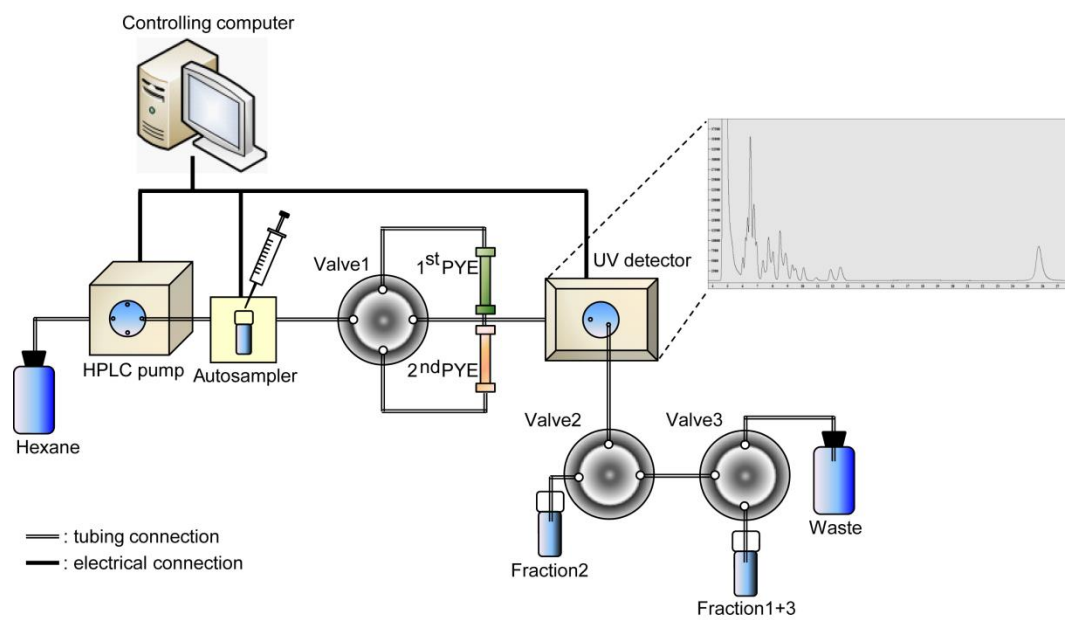 Controlling computer
Valve1
1st PYE
UV detector
2nd PYE
HPLC pump
Autosampler
Hexane
Valve2
Valve3
Waste
Fraction2
Fraction1+3
: tubing connection
: electrical connection